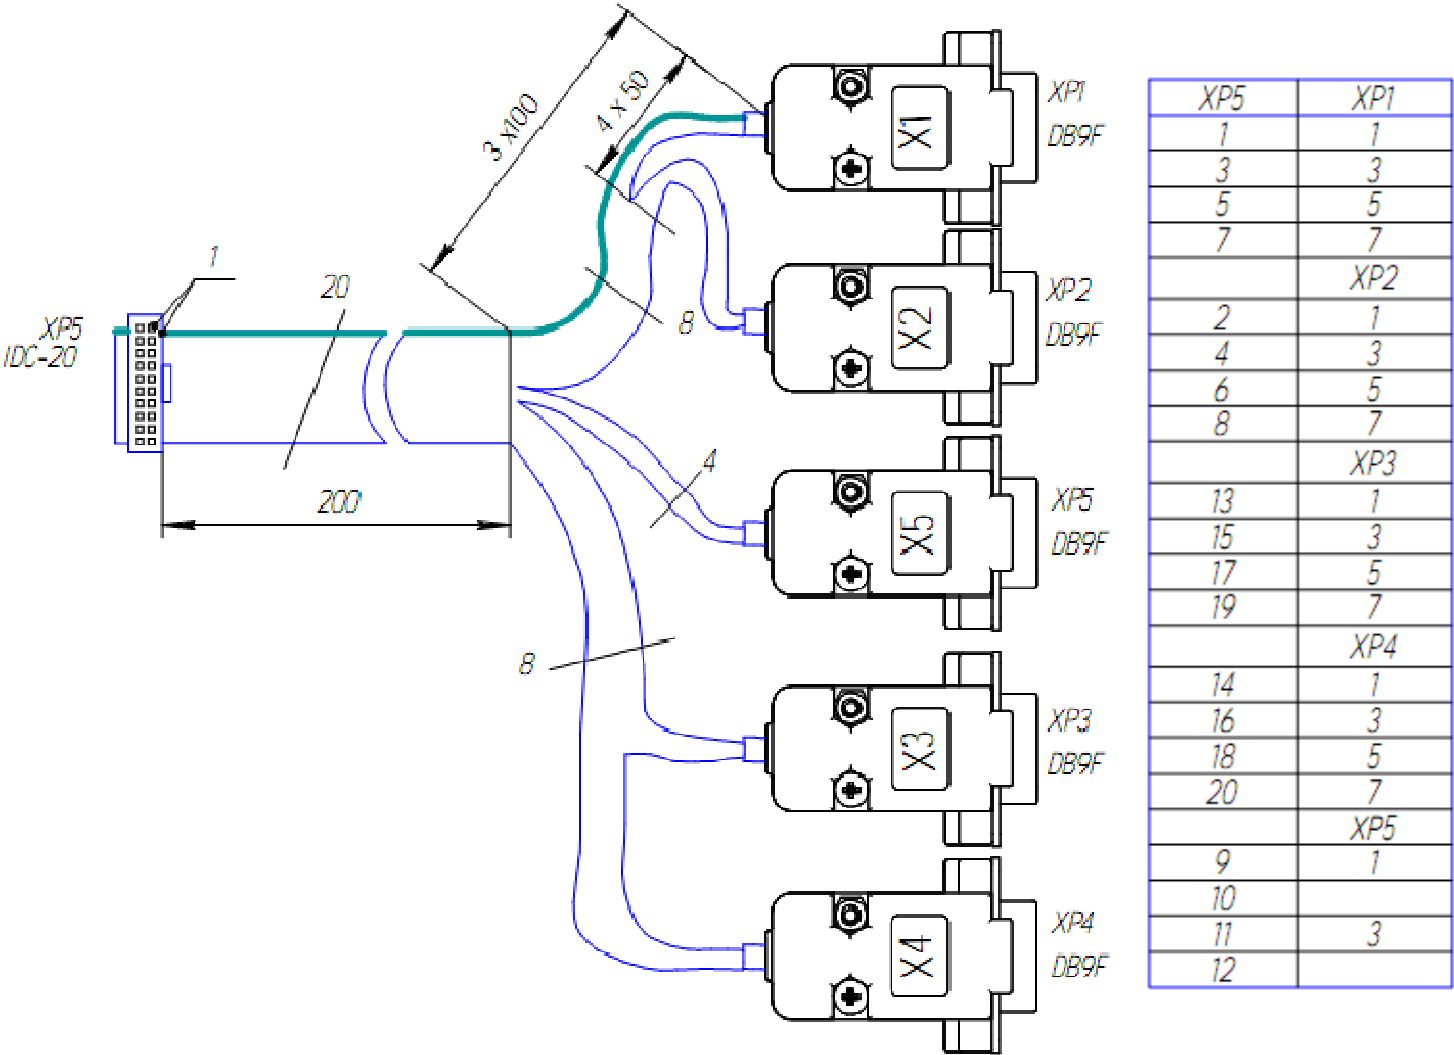 3 x100
4 x 50
1
20
8
XP5
IDC-20
200
4
8
X1
XP1
DB9F
X2
XP2
DB9F
X5
XP5
DB9F
X3
XP3
DB9F
X4
XP4
DB9F
XP5 XP1
1 1
3 3
5 5
7 7
XP2
2 1
4 3
6 5
8 7
XP3
13 1
15 3
17 5
19 7
XP4
14 1
16 3
18 5
20 7
XP5
9 1
10
11 3
12